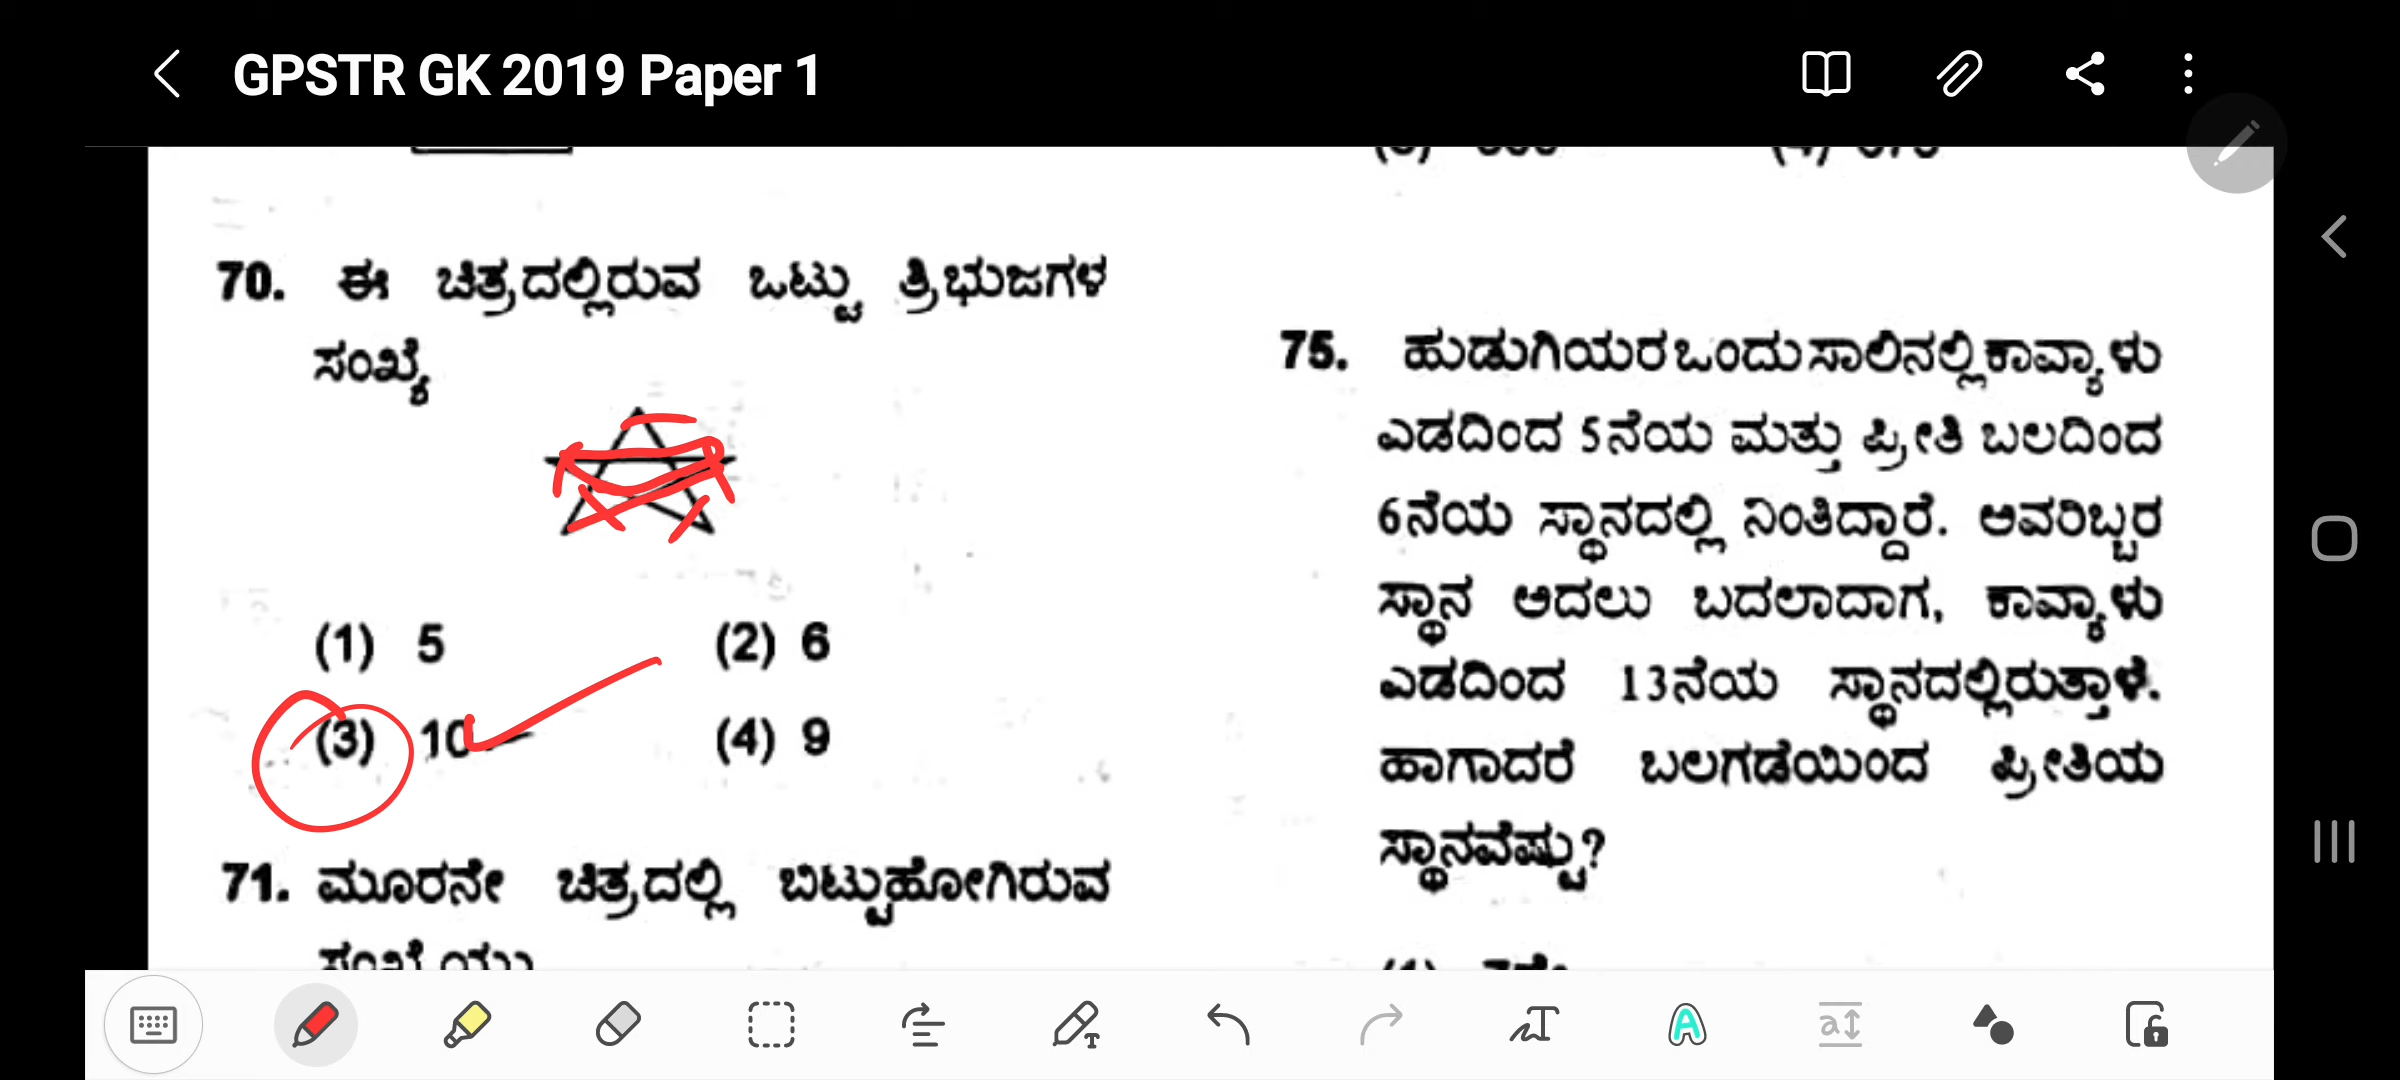 GPSTR GK 2019 Paper 1
70. ಈ ಚಿತ್ರದಲ್ಲಿರುವ ಒಟ್ಟು ತ್ರಿಭುಜಗಳ
ಸಂಖ್ಯೆ
(1) 5 (2) 6
(3) 10 (4) 9
71. ಮೂರನೇ ಚಿತ್ರದಲ್ಲಿ ಬಿಟ್ಟುಹೋಗಿರುವ
ಸಂಖ್ಯೆಯು
75. ಹುಡುಗಿಯರ ಒಂದು ಸಾಲಿನಲ್ಲಿ ಕಾವ್ಯಾಳು
ಎಡದಿಂದ 5ನೆಯ ಮತ್ತು ಪ್ರೀತಿ ಬಲದಿಂದ
6ನೆಯ ಸ್ಥಾನದಲ್ಲಿ ನಿಂತಿದ್ದಾರೆ. ಅವರಿಬ್ಬರ
ಸ್ಥಾನ ಅದಲು ಬದಲಾದಾಗ, ಕಾವ್ಯಾಳು
ಎಡದಿಂದ 13ನೆಯ ಸ್ಥಾನದಲ್ಲಿರುತ್ತಾಳೆ.
ಹಾಗಾದರೆ ಬಲಗಡೆಯಿಂದ ಪ್ರೀತಿಯ
ಸ್ಥಾನವೆಷ್ಟು?